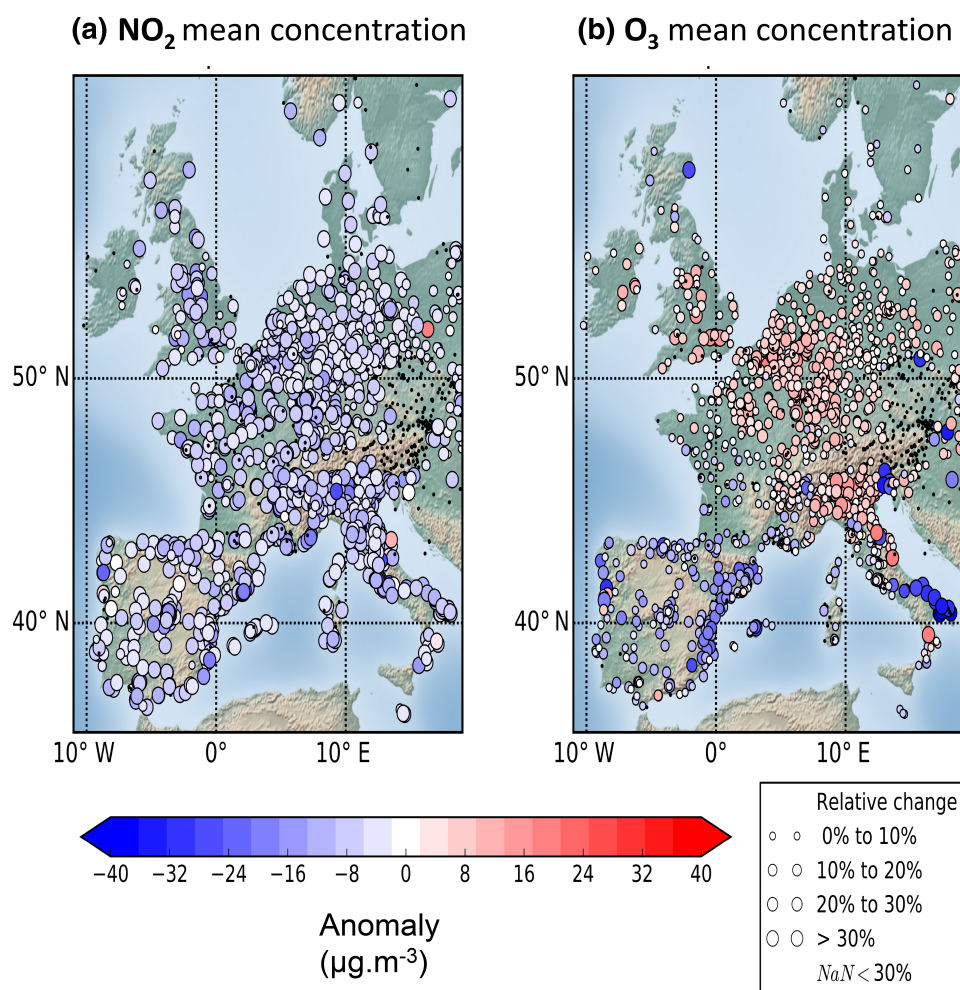 (a) NO2 mean concentration
(b) O3 mean concentration
50° N
40° N
10° W 0° 10° E
50° N
40° N
10° W 0° 10° E
−40 −32 −24 −16 −8 0 8 16 24 32 40
Anomaly
(µg.m-3)
Relative change
0% to 10%
10% to 20%
20% to 30%
> 30%
NaN < 30%